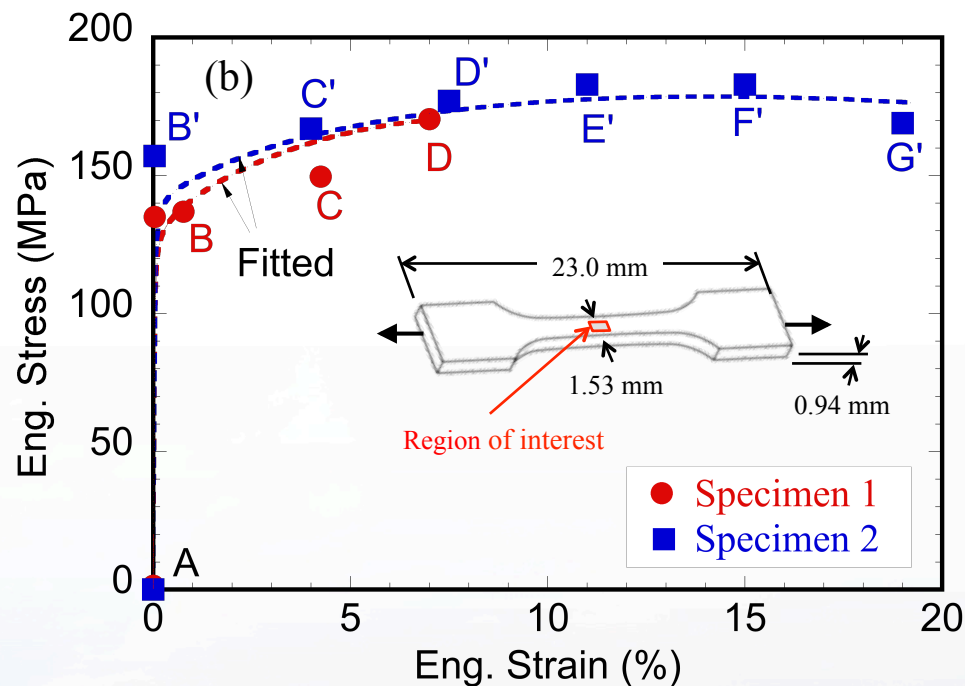 (b)
200
150
100
50
0
0
5
10
15
20
Eng. Stress (MPa)
Eng. Strain (%)
A
B'
C'
D'
E'
F'
G'
B
C
D
Fitted
23.0 mm
1.53 mm
0.94 mm
Region of interest
Specimen 1
Specimen 2